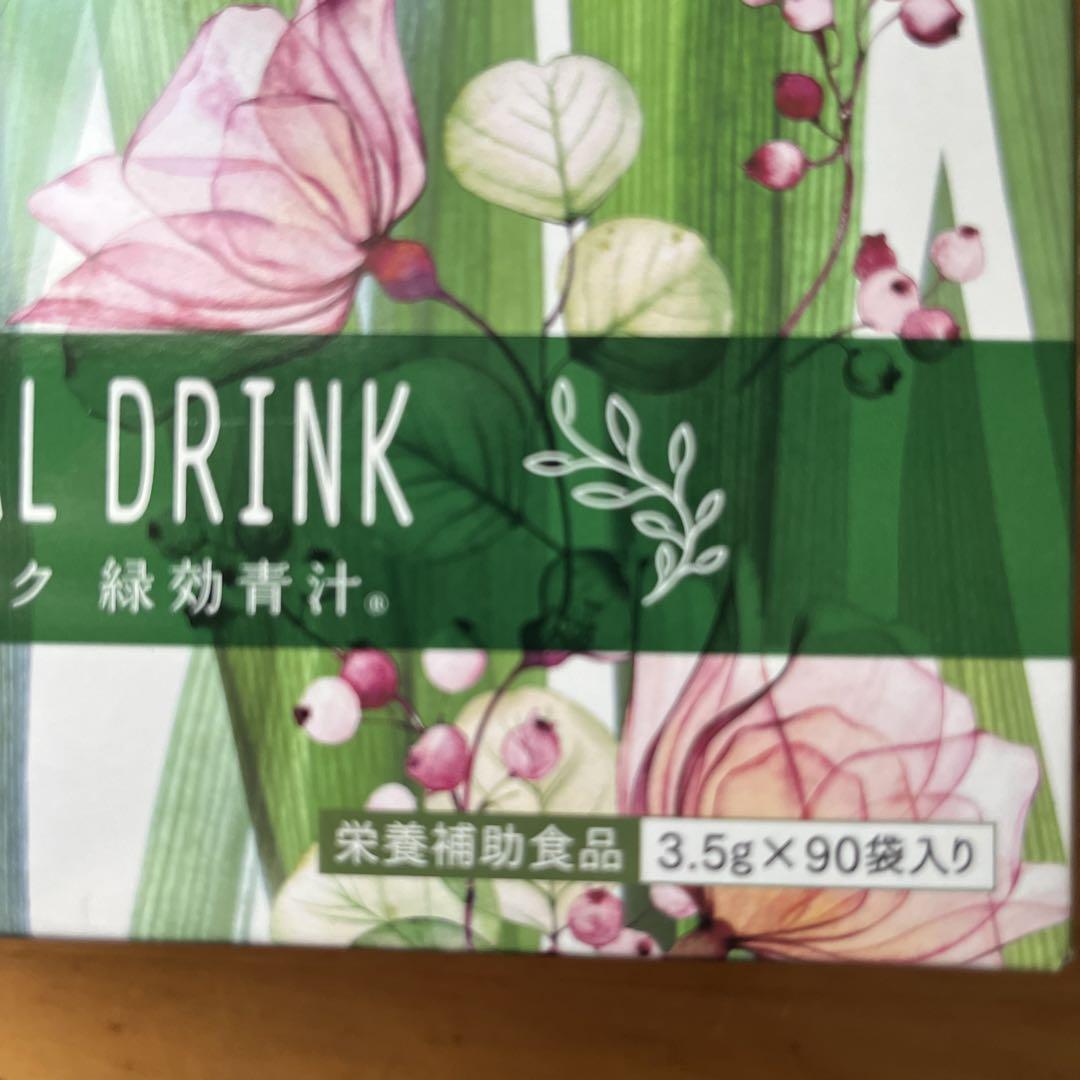 L DRINK
ク 緑効青汁®
栄養補助食品 3.5g×90袋入り